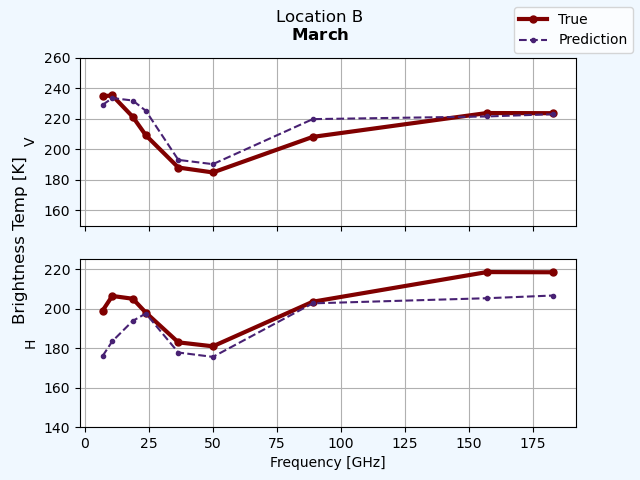 Location B
March
True
Prediction
260
240
220
200
180
160
V
Brightness Temp [K]
220
200
180
160
140
H
0 25 50 75 100 125 150 175
Frequency [GHz]